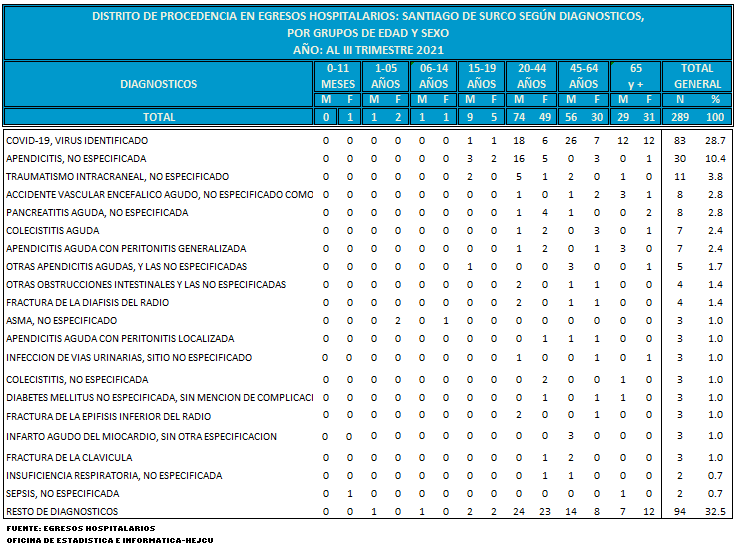 DISTRITO DE PROCEDENCIA EN EGRESOS HOSPITALARIOS: SANTIAGO DE SURCO SEGÚN DIAGNOSTICOS,
POR GRUPOS DE EDAD Y SEXO
AÑO: AL III TRIMESTRE 2021
DIAGNOSTICOS 0-11 MESES 1-05 AÑOS 06-14 AÑOS 15-19 AÑOS 20-44 AÑOS 45-64 AÑOS 65 y + TOTAL GENERAL
M F M F M F M F M F M F M F N %
TOTAL 0 1 1 2 1 1 9 5 74 49 56 30 29 31 289 100
COVID-19, VIRUS IDENTIFICADO 0 0 0 0 0 0 1 1 18 6 26 7 12 12 83 28.7
APENDICITIS, NO ESPECIFICADA 0 0 0 0 0 0 3 2 16 5 0 3 0 1 30 10.4
TRAUMATISMO INTRACRANEAL, NO ESPECIFICADO 0 0 0 0 0 0 2 0 5 1 2 0 1 0 11 3.8
ACCIDENTE VASCULAR ENCEFALICO AGUDO, NO ESPECIFICADO COMO 0 0 0 0 0 0 0 0 1 0 1 2 3 1 8 2.8
PANCREATITIS AGUDA, NO ESPECIFICADA 0 0 0 0 0 0 0 0 1 4 1 0 0 2 8 2.8
COLECISTITIS AGUDA 0 0 0 0 0 0 0 0 1 2 0 3 0 1 7 2.4
APENDICITIS AGUDA CON PERITONITIS GENERALIZADA 0 0 0 0 0 0 0 0 1 2 0 1 3 0 7 2.4
OTRAS APENDICITIS AGUDAS, Y LAS NO ESPECIFICADAS 0 0 0 0 0 0 1 0 0 0 3 0 0 1 5 1.7
OTRAS OBSTRUCCIONES INTESTINALES Y LAS NO ESPECIFICADAS 0 0 0 0 0 0 0 0 2 0 1 1 0 0 4 1.4
FRACTURA DE LA DIAFISIS DEL RADIO 0 0 0 0 0 0 0 0 2 0 1 1 0 0 4 1.4
ASMA, NO ESPECIFICADO 0 0 0 2 0 1 0 0 0 0 0 0 0 0 3 1.0
APENDICITIS AGUDA CON PERITONITIS LOCALIZADA 0 0 0 0 0 0 0 0 0 1 1 1 0 0 3 1.0
INFECCION DE VIAS URINARIAS, SITIO NO ESPECIFICADO 0 0 0 0 0 0 0 0 1 0 0 1 0 1 3 1.0
COLECISTITIS, NO ESPECIFICADA 0 0 0 0 0 0 0 0 0 2 0 0 1 0 3 1.0
DIABETES MELLITUS NO ESPECIFICADA, SIN MENCION DE COMPLICACI 0 0 0 0 0 0 0 0 0 1 0 1 1 0 3 1.0
FRACTURA DE LA EPIFISIS INFERIOR DEL RADIO 0 0 0 0 0 0 0 0 2 0 0 1 0 0 3 1.0
INFARTO AGUDO DEL MIOCARDIO, SIN OTRA ESPECIFICACION 0 0 0 0 0 0 0 0 0 0 3 0 0 0 3 1.0
FRACTURA DE LA CLAVICULA 0 0 0 0 0 0 0 0 0 1 2 0 0 0 3 1.0
INSUFICIENCIA RESPIRATORIA, NO ESPECIFICADA 0 0 0 0 0 0 0 0 0 1 1 0 0 0 2 0.7
SEPSIS, NO ESPECIFICADA 0 1 0 0 0 0 0 0 0 0 0 0 1 0 2 0.7
RESTO DE DIAGNOSTICOS 0 0 1 0 1 0 2 2 24 23 14 8 7 12 94 32.5
FUENTE: EGRESOS HOSPITALARIOS
OFICINA DE ESTADISTICA E INFORMATICA-HEJCU